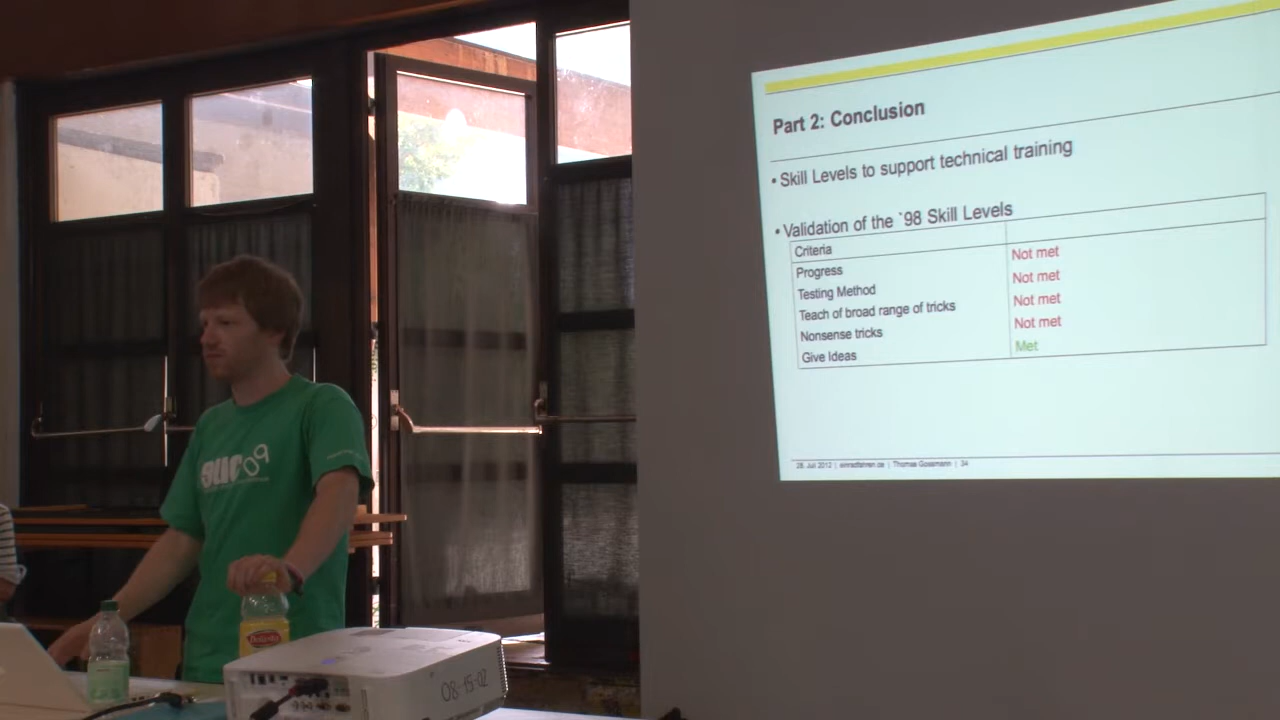 Part 2: Conclusion
• Skill Levels to support technical training
• Validation of the `98 Skill Levels
Criteria
Progress Not met
Testing Method Not met
Teach of broad range of tricks Not met
Nonsense tricks Not met
Give Ideas Met
28. Juli 2012 | einradfahren.de | Thomas Gossmann | 34
08-15-02